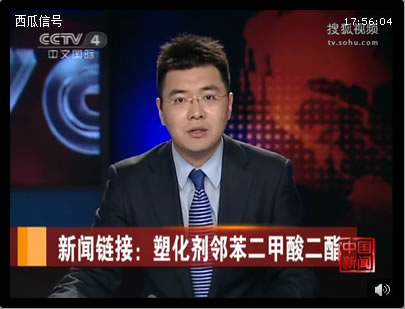 西瓜信号
17:56:04
CCTV 4
中文国际
搜狐视频
tv.sohu.com
新闻链接：塑化剂邻苯二甲酸二酯
中国
新闻